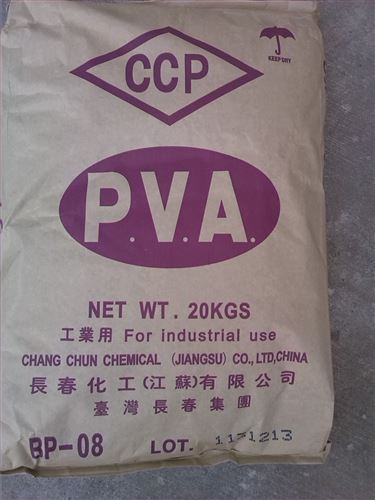 CCP
KEEP DRY
P.V.A.
NET WT. 20KGS
工業用 For industrial use
CHANG CHUN CHEMICAL (JIANGSU) CO., LTD, CHINA
長春化工(江蘇)有限公司
臺灣長春集團
BP-08 LOT.